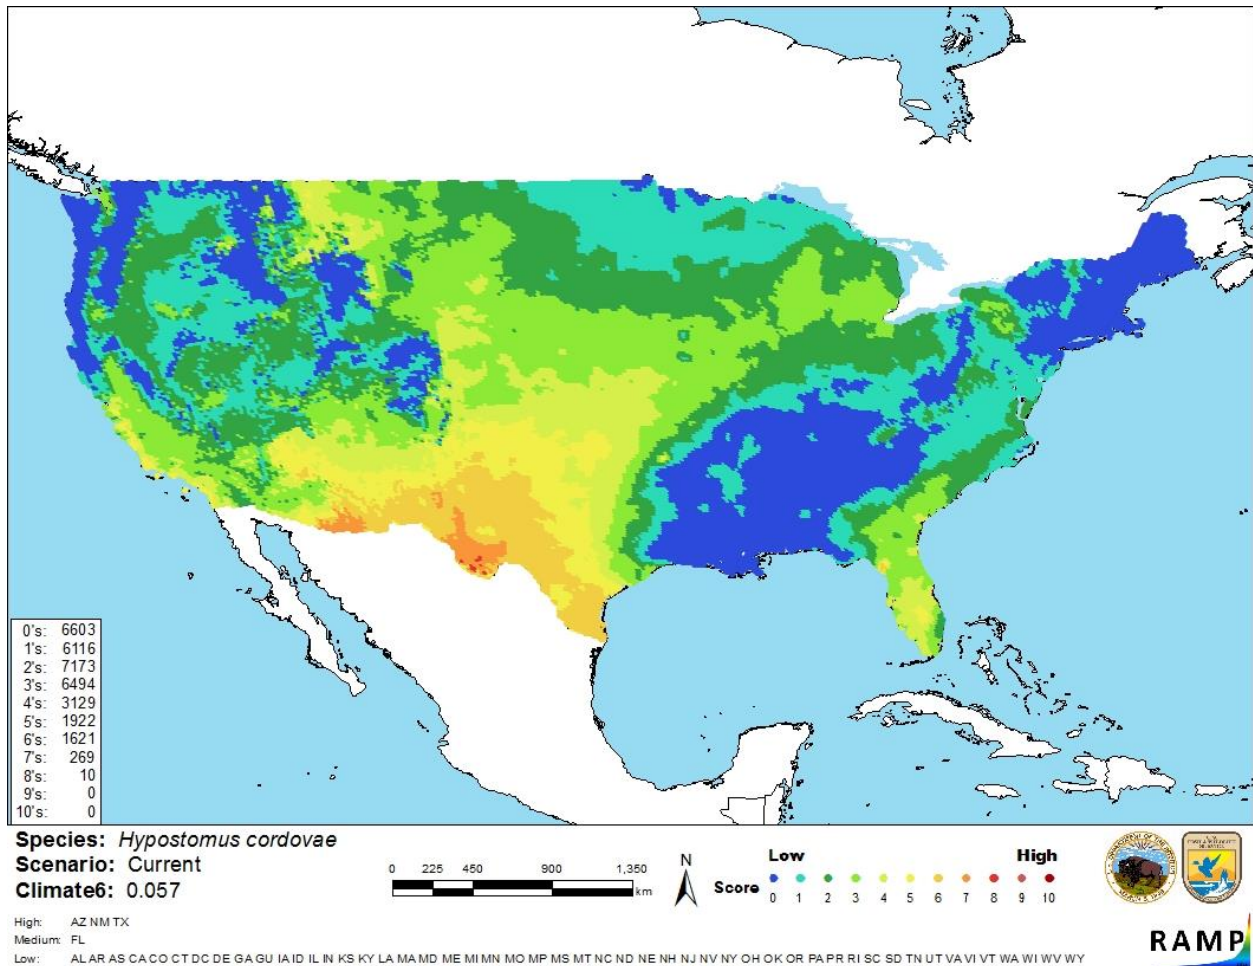 0's: 6603
1's: 6116
2's: 7173
3's: 6494
4's: 3129
5's: 1922
6's: 1621
7's: 269
8's: 10
9's: 0
10's: 0
Species: Hypostomus cordovae
Scenario: Current
Climate6: 0.057
0 225 450 900 1,350
km
N
Low High
Score
0 1 2 3 4 5 6 7 8 9 10
High: AZ NM TX
Medium: FL
Low: AL AR AS CA CO CT DC DE GA GU IA ID IL IN KS KY LA MA MD ME MI MN MO MP MS MT NC ND NE NH NJ NV NY OH OK OR PA PR RI SC SD TN UT VA VI VT WA WI WV WY
RAMP